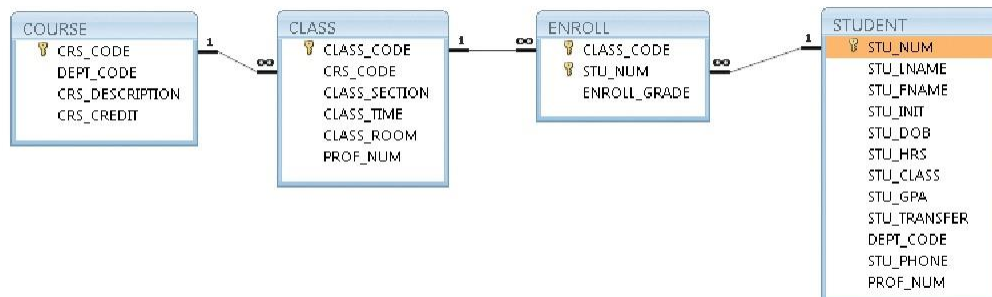 COURSE
CRS_CODE
DEPT_CODE
CRS_DESCRIPTION
CRS_CREDIT
1
∞
CLASS
CLASS_CODE
CRS_CODE
CLASS_SECTION
CLASS_TIME
CLASS_ROOM
PROF_NUM
1
∞
ENROLL
CLASS_CODE
STU_NUM
ENROLL_GRADE
∞
1
STUDENT
STU_NUM
STU_LNAME
STU_FNAME
STU_INIT
STU_DOB
STU_HRS
STU_CLASS
STU_GPA
STU_TRANSFER
DEPT_CODE
STU_PHONE
PROF_NUM